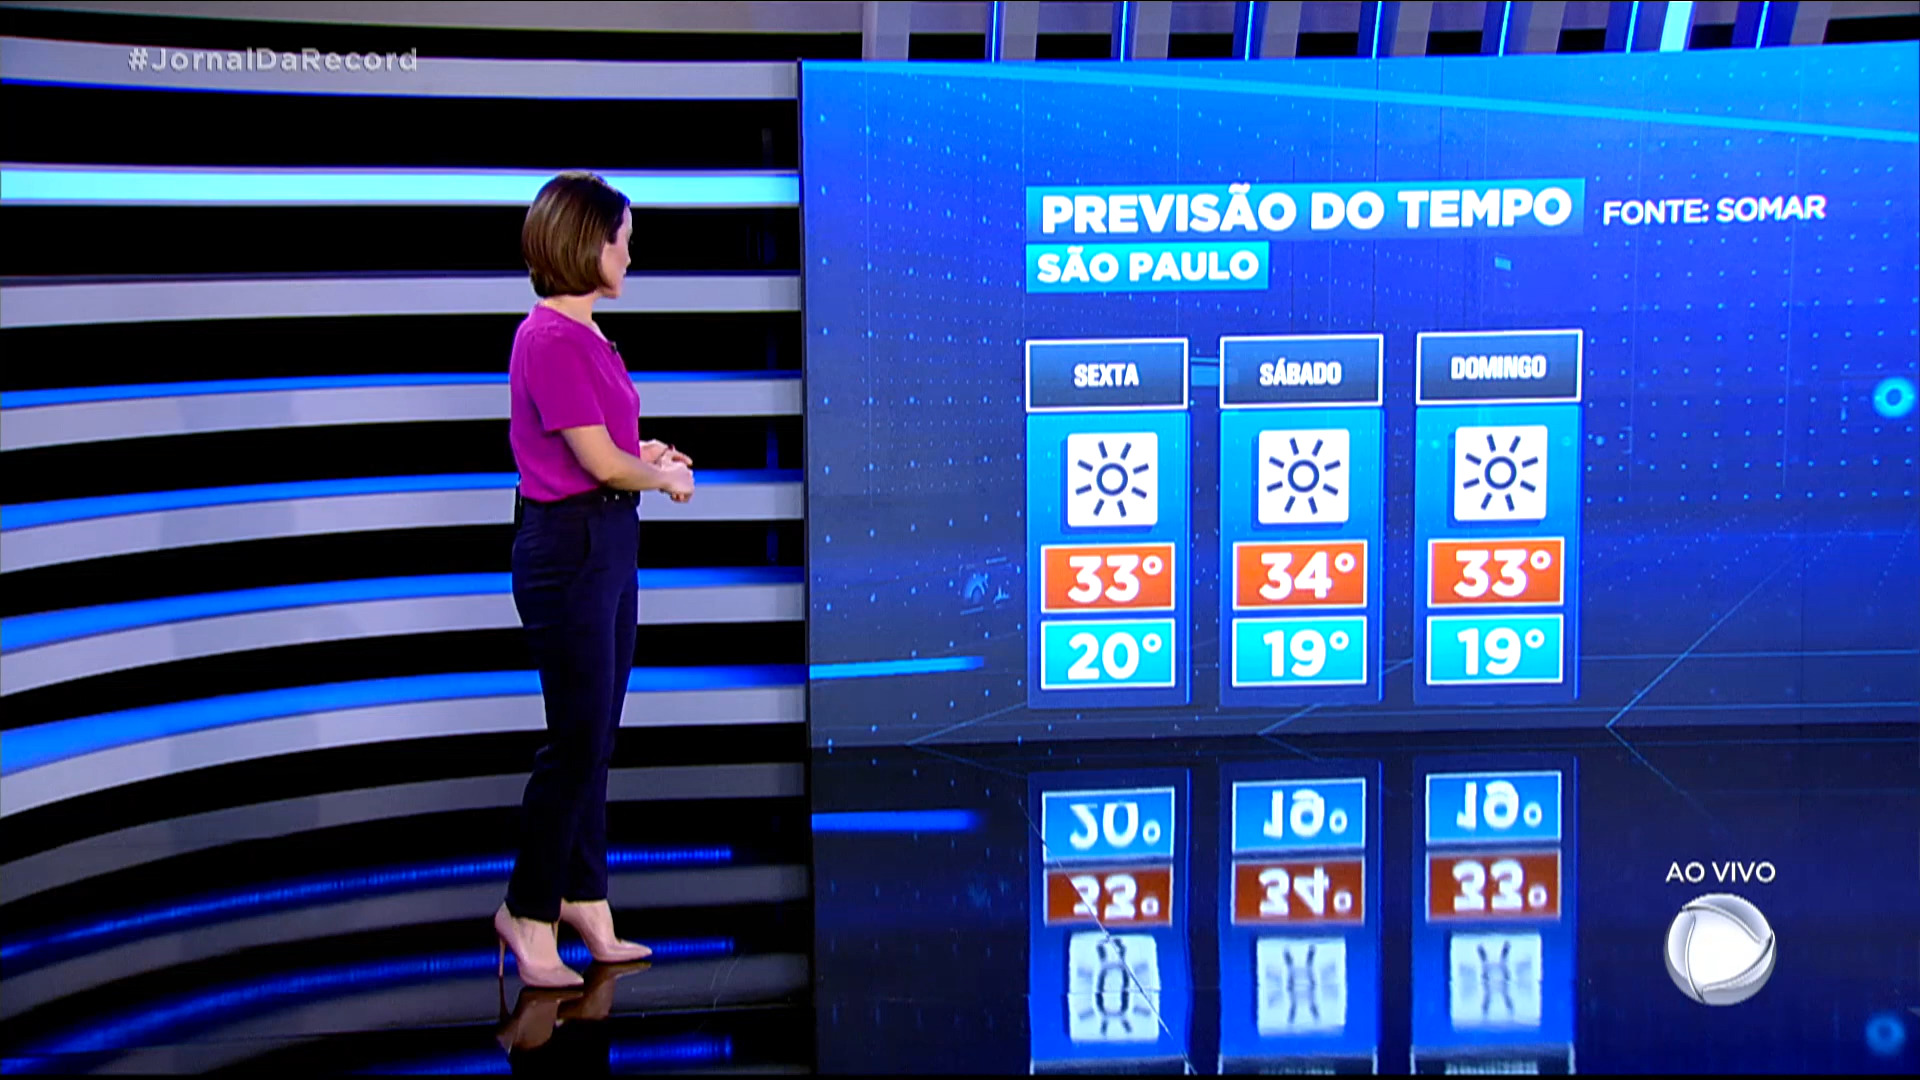 #JornalDaRecord
PREVISÃO DO TEMPO
FONTE: SOMAR
SÃO PAULO
SEXTA SÁBADO DOMINGO
33° 34° 33°
20° 19° 19°
AO VIVO